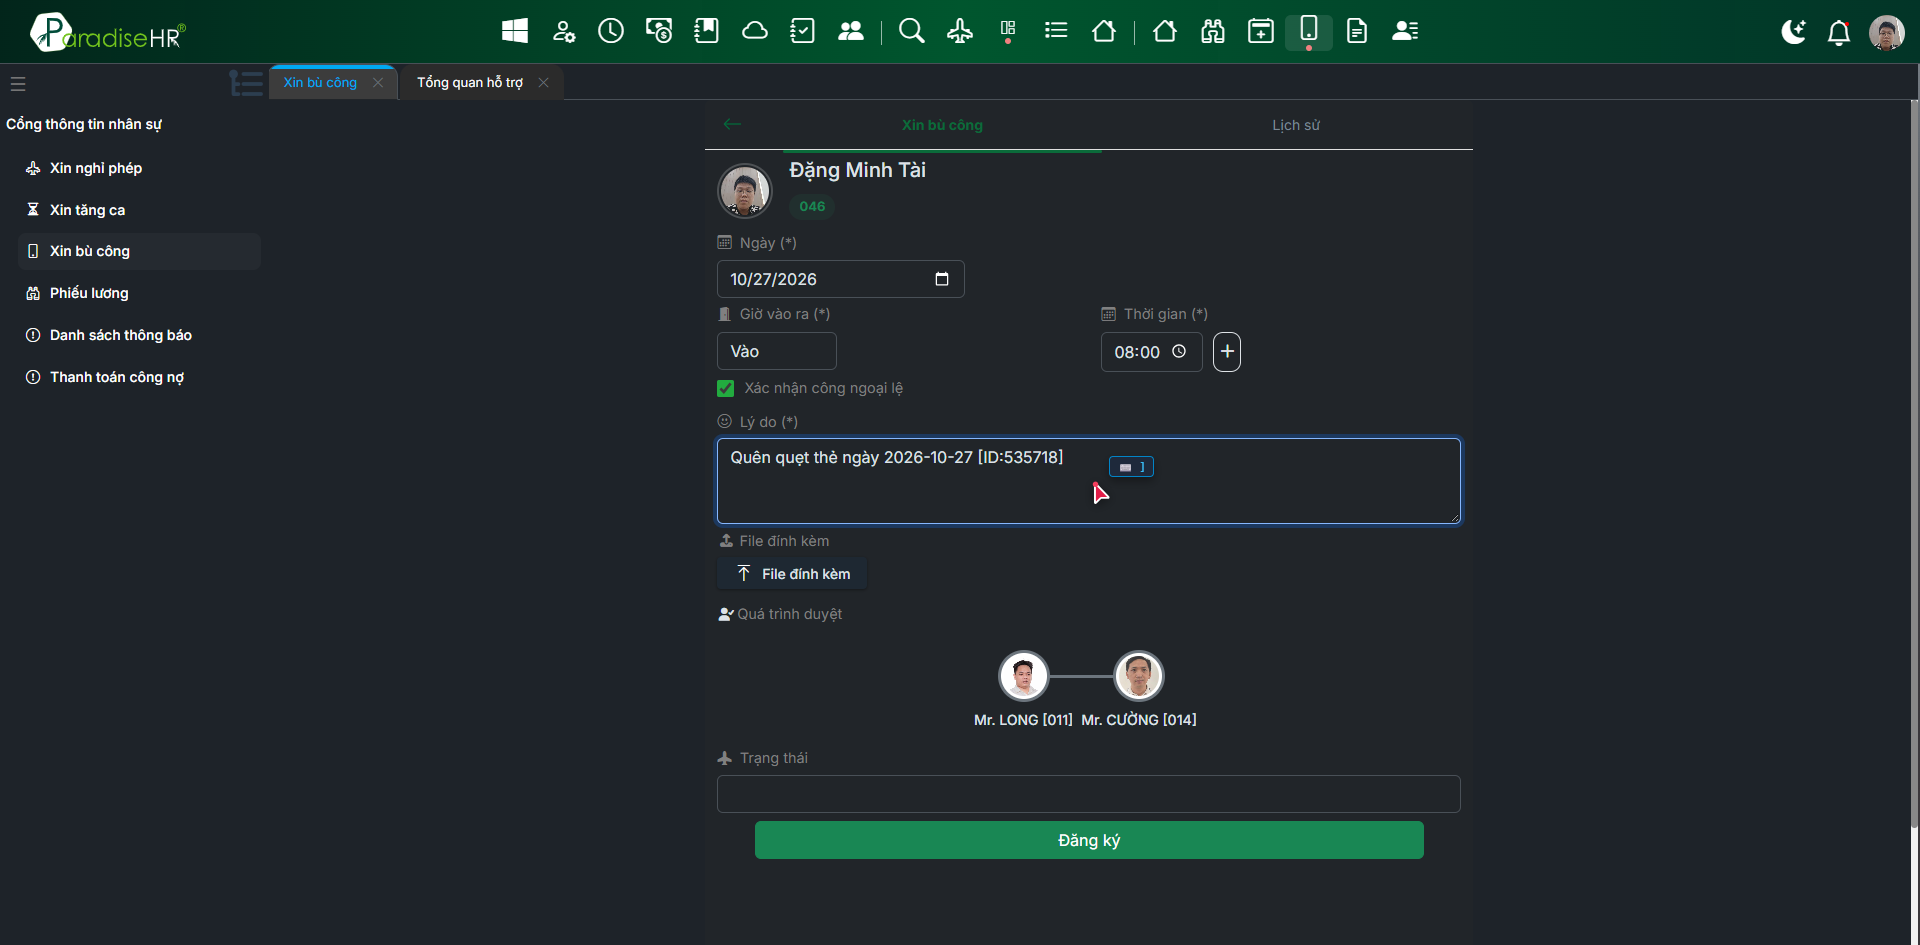 ParadiseHR®
Xin bù công
Tổng quan hỗ trợ
Cổng thông tin nhân sự
Xin nghỉ phép
Xin tăng ca
Xin bù công
Phiếu lương
Danh sách thông báo
Thanh toán công nợ
Xin bù công
Lịch sử
Đặng Minh Tài
046
Ngày (*)
10/27/2026
Giờ vào ra (*)
Thời gian (*)
Vào
08:00
Xác nhận công ngoại lệ
Lý do (*)
Quên quẹt thẻ ngày 2026-10-27 [ID:535718]
]
File đính kèm
File đính kèm
Quá trình duyệt
Mr. LONG [011]
Mr. CƯỜNG [014]
Trạng thái
Đăng ký